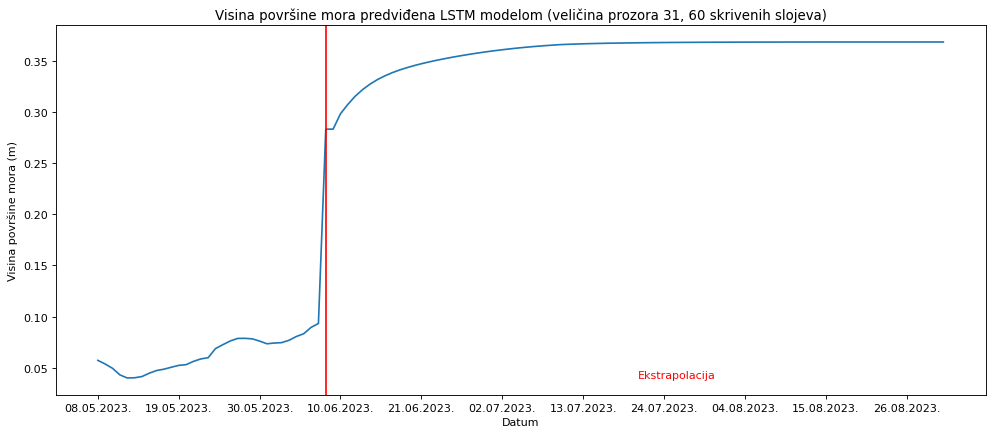 Visina površine mora predviđena LSTM modelom (veličina prozora 31, 60 skrivenih slojeva)
Visina površine mora (m)
0.35
0.30
0.25
0.20
0.15
0.10
0.05
Ekstrapolacija
08.05.2023. 19.05.2023. 30.05.2023. 10.06.2023. 21.06.2023. 02.07.2023. 13.07.2023. 24.07.2023. 04.08.2023. 15.08.2023. 26.08.2023.
Datum